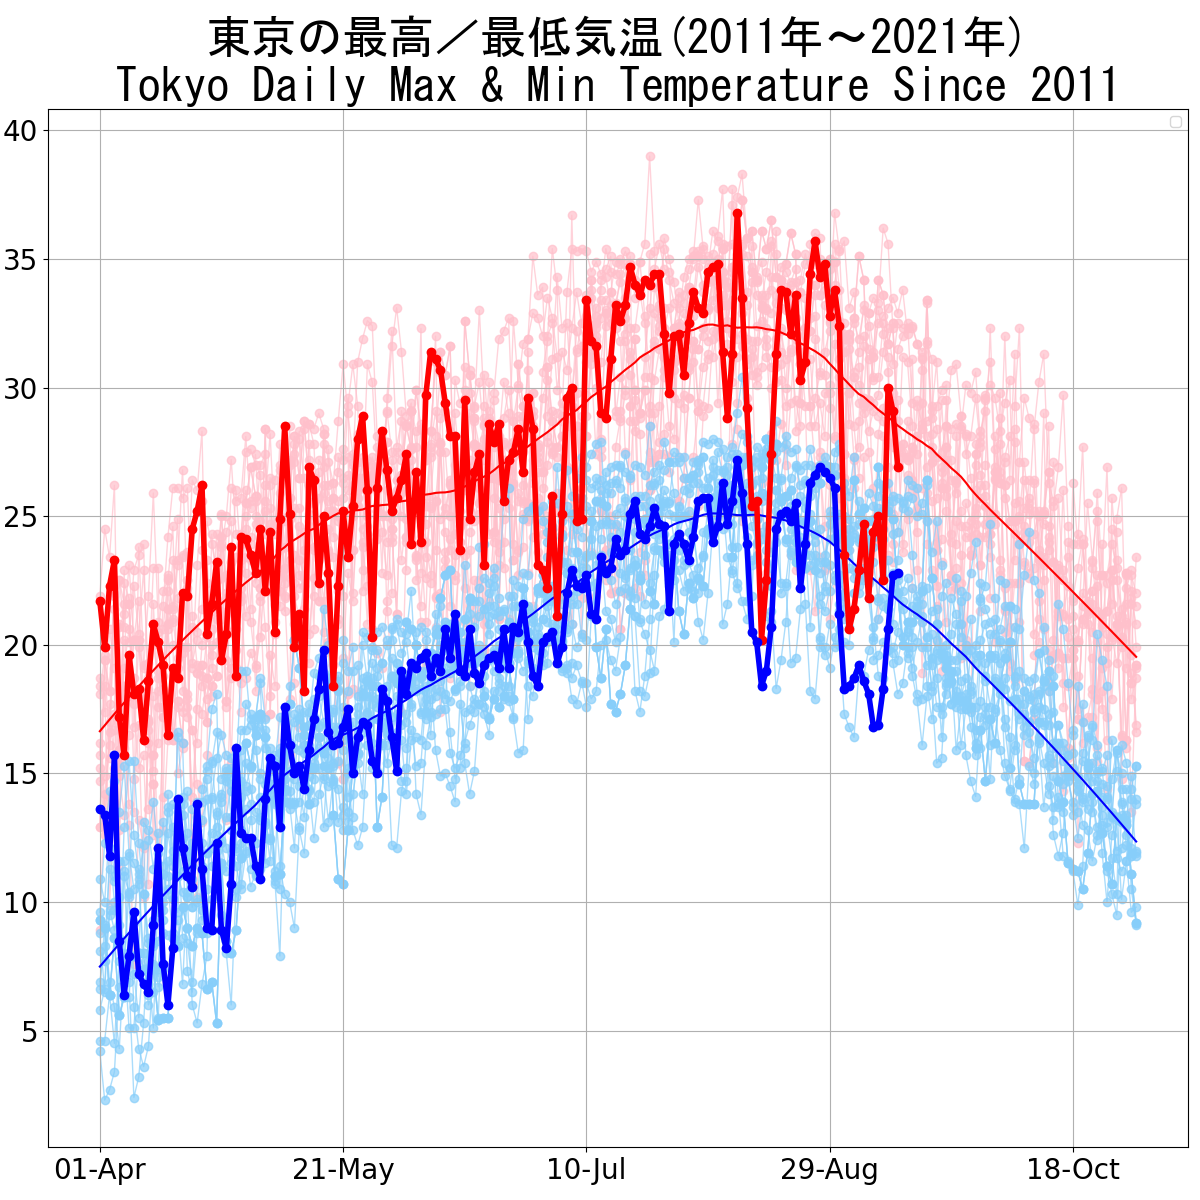 東京の最高／最低気温(2011年～2021年)
Tokyo Daily Max & Min Temperature Since 2011
40
35
30
25
20
15
10
5
01-Apr 21-May 10-Jul 29-Aug 18-Oct